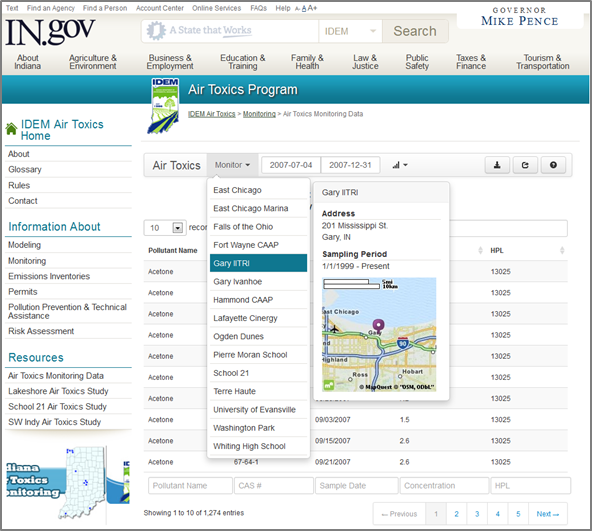 Text Find an Agency Find a Person Account Center Online Services FAQs Help A- A A+
IN.gov
A State that Works
IDEM
Search
GOVERNOR
MIKE PENCE
About Indiana
Agriculture & Environment
Business & Employment
Education & Training
Family & Health
Law & Justice
Public Safety
Taxes & Finance
Tourism & Transportation
IDEM
Air Toxics Program
IDEM Air Toxics > Monitoring > Air Toxics Monitoring Data
IDEM Air Toxics
Home
About
Glossary
Rules
Contact
Information About
Modeling
Monitoring
Emissions Inventories
Permits
Pollution Prevention & Technical
Assistance
Risk Assessment
Resources
Air Toxics Monitoring Data
Lakeshore Air Toxics Study
School 21 Air Toxics Study
SW Indy Air Toxics Study
diana
Toxics
onitoring
Air Toxics Monitor 2007-07-04 2007-12-31
East Chicago
East Chicago Marina
Falls of the Ohio
Fort Wayne CAAP
Gary IITRI
Gary Ivanhoe
Hammond CAAP
Lafayette Cinergy
Ogden Dunes
Pierre Moran School
School 21
Terre Haute
University of Evansville
Washington Park
Whiting High School
Gary IITRI
Address
201 Mississippi St.
Gary, IN
Sampling Period
1/1/1999 - Present
5mi
10km
ast Chicago
Gary
90
Highland
Ross
Hobart
© MapQuest © "OSM, ODbL"
10 recor
Pollutant Name HPL
Acetone 13025
Acetone 13025
Acetone 13025
Acetone 13025
Acetone 13025
Acetone 13025
Acetone 13025
Acetone 09/03/2007 1.5 13025
Acetone 09/15/2007 2.6 13025
Acetone 67-64-1 09/21/2007 2.6 13025
Pollutant Name CAS # Sample Date Concentration HPL
Showing 1 to 10 of 1,274 entries
← Previous 1 2 3 4 5 Next →